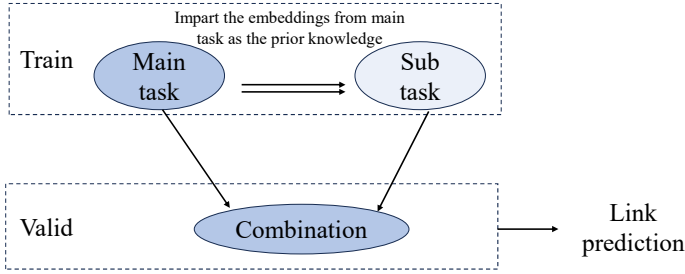 Impart the embeddings from main
task as the prior knowledge
Train
Main
task
Sub
task
Valid
Combination
Link
prediction